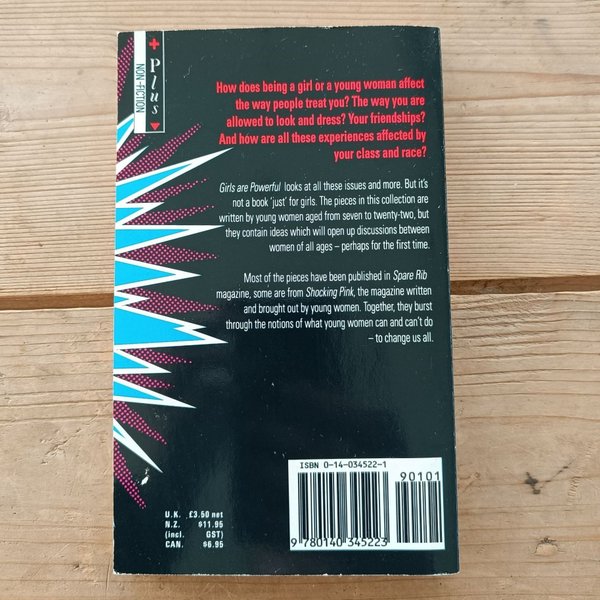 Plus
NON-FICTION
How does being a girl or a young woman affect
the way people treat you? The way you are
allowed to look and dress? Your friendships?
And how are all these experiences affected by
your class and race?
Girls are Powerful looks at all these issues and more. But it's
not a book 'just' for girls. The pieces in this collection are
written by young women aged from seven to twenty-two, but
they contain ideas which will open up discussions between
women of all ages – perhaps for the first time.
Most of the pieces have been published in Spare Rib
magazine, some are from Shocking Pink, the magazine written
and brought out by young women. Together, they burst
through the notions of what young women can and can't do
– to change us all.
ISBN 0-14-034522-1
90101
9 780140 345223
U.K. £3.50 net
N.Z. $11.95
(incl. GST)
CAN. $6.95